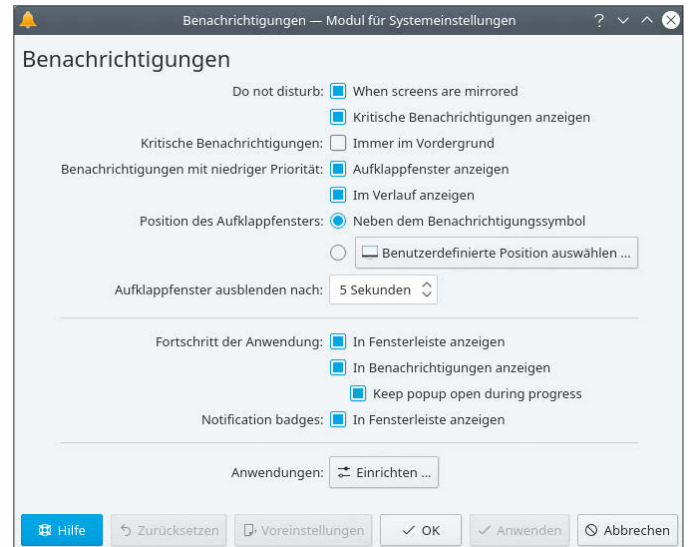 Benachrichtigungen — Modul für Systemeinstellungen
Benachrichtigungen
Do not disturb: When screens are mirrored
Kritische Benachrichtigungen anzeigen
Kritische Benachrichtigungen: Immer im Vordergrund
Benachrichtigungen mit niedriger Priorität: Aufklappfenster anzeigen
Im Verlauf anzeigen
Position des Aufklappfensters: Neben dem Benachrichtigungssymbol
Benutzerdefinierte Position auswählen ...
Aufklappfenster ausblenden nach: 5 Sekunden
Fortschritt der Anwendung: In Fensterleiste anzeigen
In Benachrichtigungen anzeigen
Keep popup open during progress
Notification badges: In Fensterleiste anzeigen
Anwendungen: Einrichten ...
Hilfe Zurücksetzen Voreinstellungen OK Anwenden Abbrechen